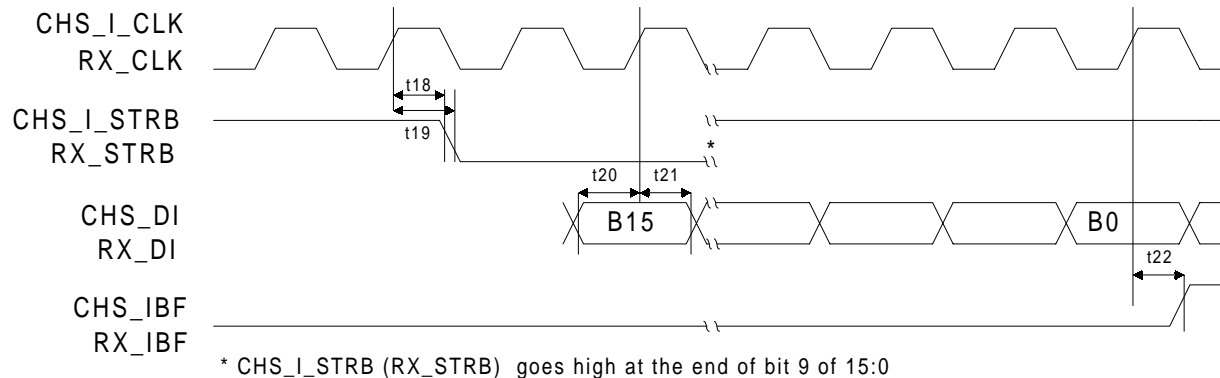 CHS_I_CLK
RX_CLK
t18
CHS_I_STRB
t19
RX_STRB
*
t20 t21
CHS_DI
B15 B0
RX_DI
t22
CHS_IBF
RX_IBF
* CHS_I_STRB (RX_STRB) goes high at the end of bit 9 of 15:0